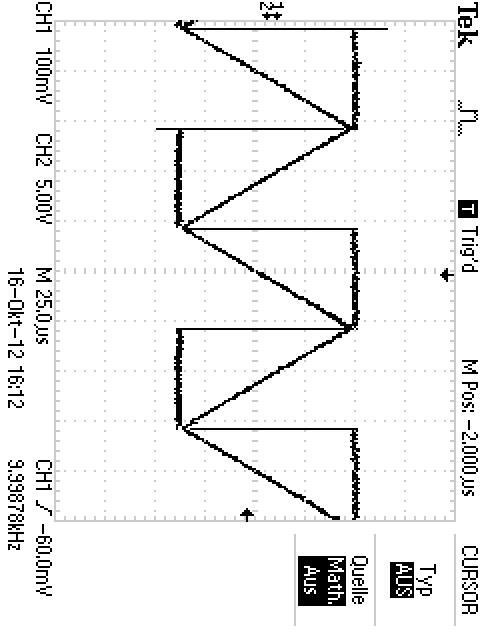 Tek
T Trig'd
M Pos: -2.000µs
CURSOR
Typ
AUS
Quelle
Math.
Aus
CH1 100mV
CH2 5.00V
M 25.0µs
CH1 -60.0mV
16-Okt-12 16:12
9.99878kHz